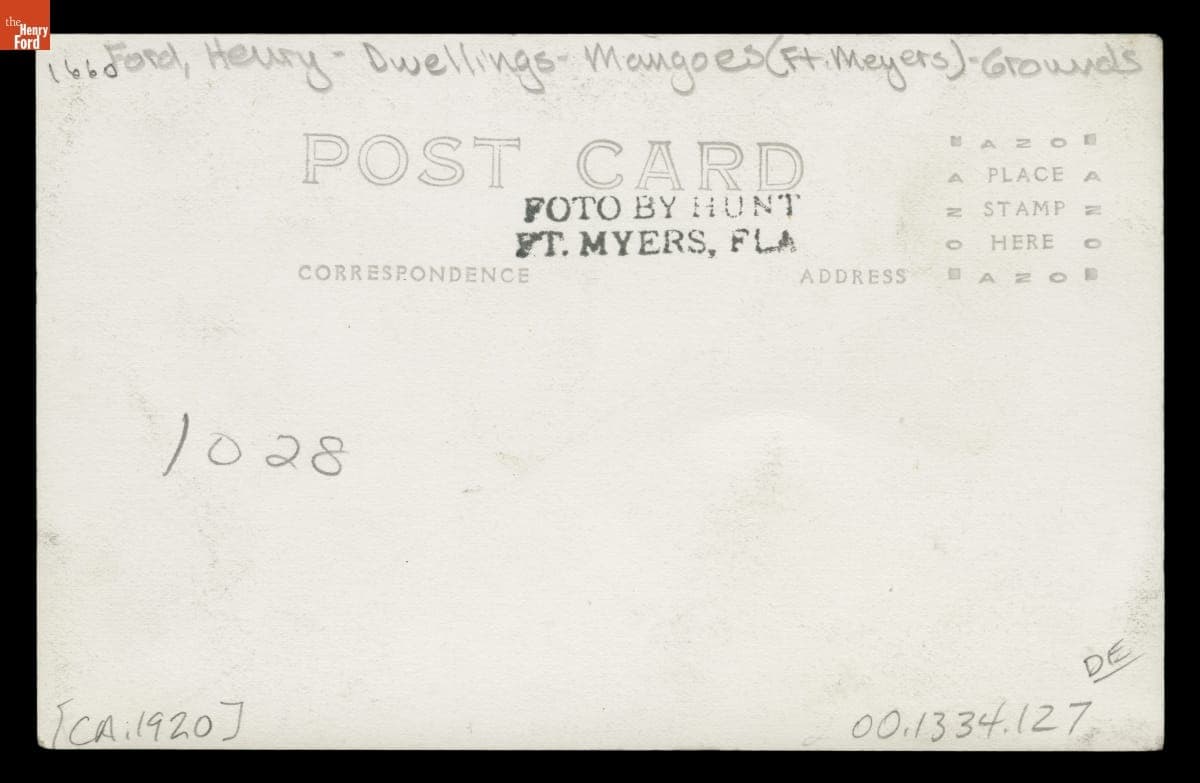 the
Henry
Ford
1660 Ford, Henry - Dwellings - Mangoes (Ft. Meyers) - Grounds
POST CARD
FOTO BY HUNT
FT. MYERS, FLA
CORRESPONDENCE
ADDRESS
AZO
A PLACE A
Z STAMP Z
O HERE O
AZO
1028
DE
[CA. 1920]
00.1334.127